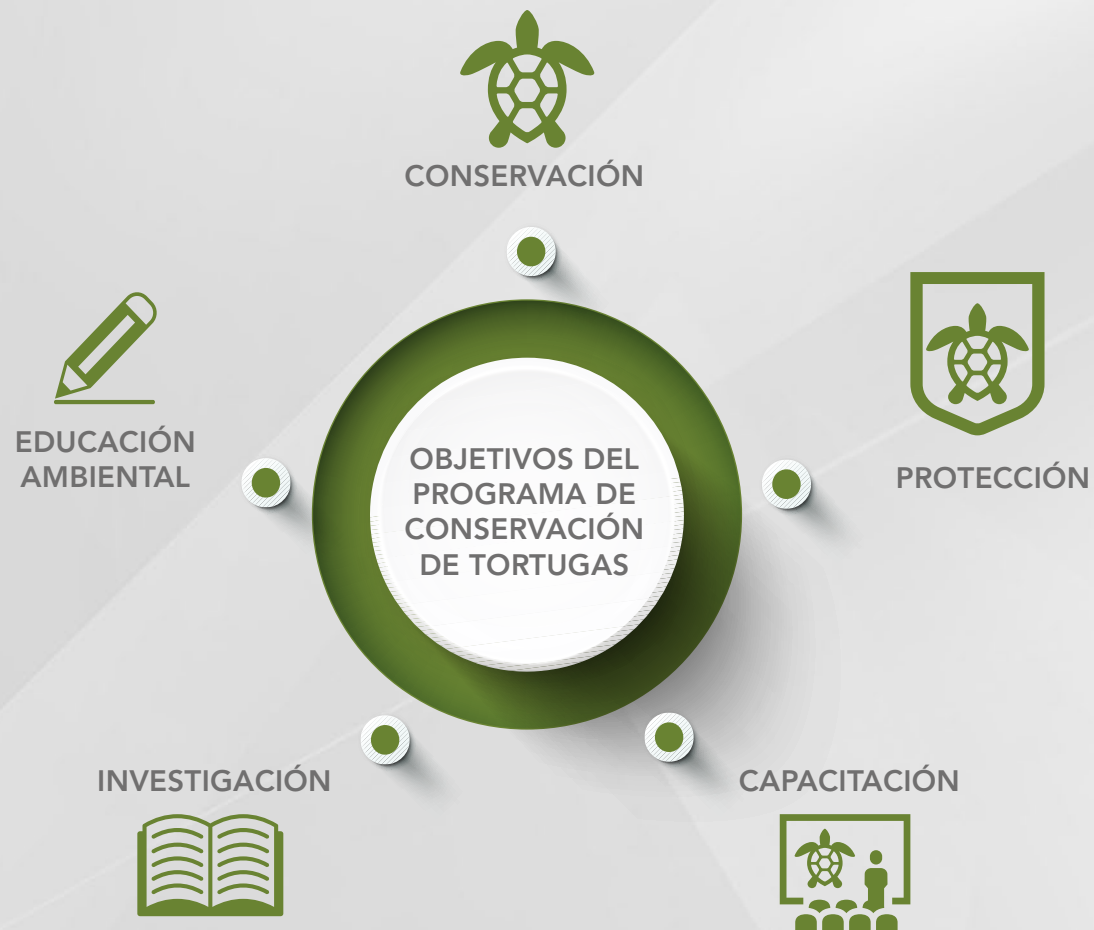 CONSERVACIÓN
EDUCACIÓN
AMBIENTAL
PROTECCIÓN
OBJETIVOS DEL
PROGRAMA DE
CONSERVACIÓN
DE TORTUGAS
INVESTIGACIÓN
CAPACITACIÓN